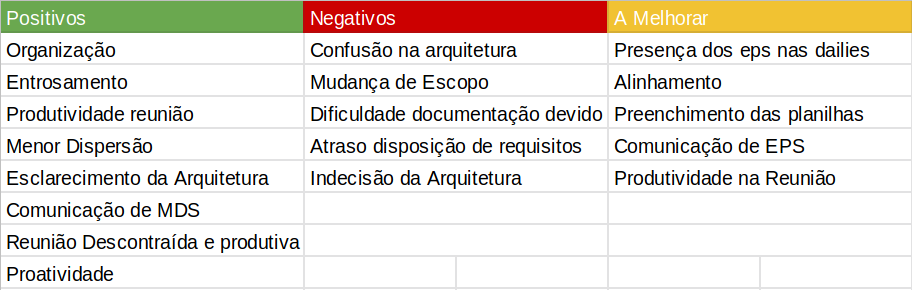 Positivos Negativos A Melhorar
Organização Confusão na arquitetura Presença dos eps nas dailies
Entrosamento Mudança de Escopo Alinhamento
Produtividade reunião Dificuldade documentação devido Preenchimento das planilhas
Menor Dispersão Atraso disposição de requisitos Comunicação de EPS
Esclarecimento da Arquitetura Indecisão da Arquitetura Produtividade na Reunião
Comunicação de MDS
Reunião Descontraída e produtiva
Proatividade